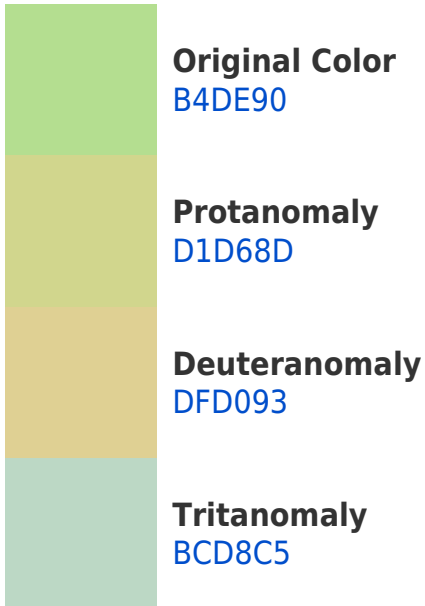 Original Color
B4DE90
Protanomaly
D1D68D
Deuteranomaly
DFD093
Tritanomaly
BCD8C5